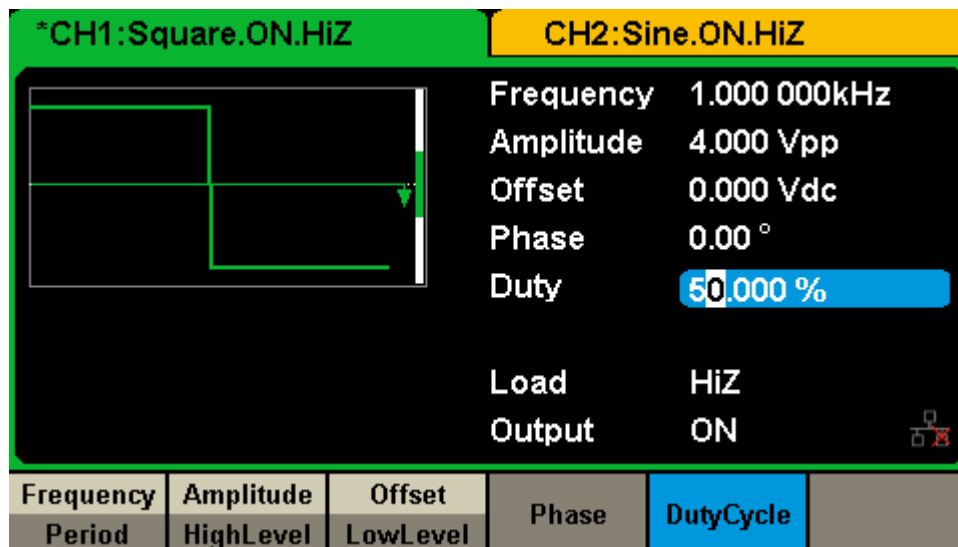 *CH1:Square.ON.HiZ CH2:Sine.ON.HiZ
Frequency 1.000 000kHz
Amplitude 4.000 Vpp
Offset 0.000 Vdc
Phase 0.00 °
Duty 50.000 %
Load HiZ
Output ON
Frequency Amplitude Offset Phase DutyCycle
Period HighLevel LowLevel